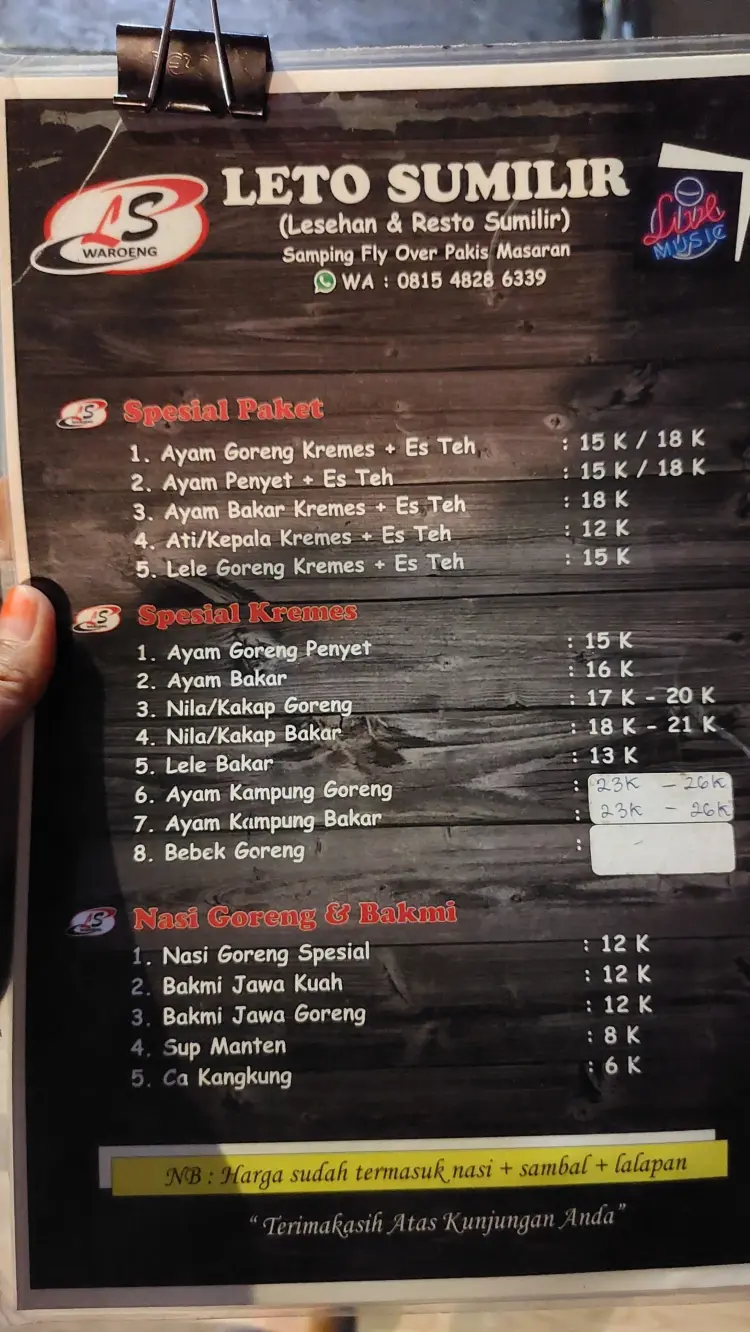 LS
WAROENG
LETO SUMILIR
(Lesehan & Resto Sumilir)
Samping Fly Over Pakis Masaran
WA : 0815 4828 6339
Live
MUSIC
LS Spesial Paket
1. Ayam Goreng Kremes + Es Teh : 15 K / 18 K
2. Ayam Penyet + Es Teh : 15 K / 18 K
3. Ayam Bakar Kremes + Es Teh : 18 K
4. Ati/Kepala Kremes + Es Teh : 12 K
5. Lele Goreng Kremes + Es Teh : 15 K
LS Spesial Kremes
1. Ayam Goreng Penyet : 15 K
2. Ayam Bakar : 16 K
3. Nila/Kakap Goreng : 17 K - 20 K
4. Nila/Kakap Bakar : 18 K - 21 K
5. Lele Bakar : 13 K
6. Ayam Kampung Goreng : 23K - 26K
7. Ayam Kampung Bakar : 23K - 26K
8. Bebek Goreng : -
LS Nasi Goreng & Bakmi
1. Nasi Goreng Spesial : 12 K
2. Bakmi Jawa Kuah : 12 K
3. Bakmi Jawa Goreng : 12 K
4. Sup Manten : 8 K
5. Ca Kangkung : 6 K
NB : Harga sudah termasuk nasi + sambal + lalapan
“ Terimakasih Atas Kunjungan Anda”